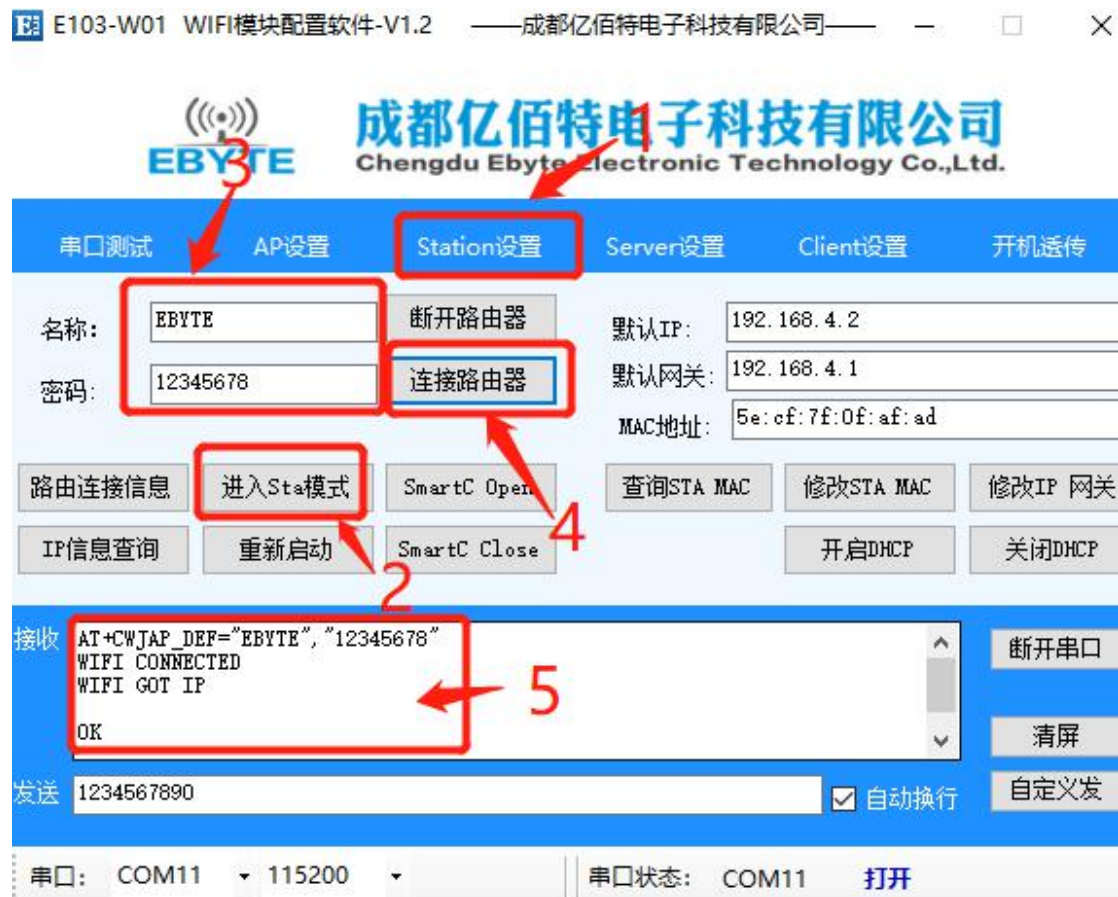 E103-W01 WIFI模块配置软件-V1.2 ——成都亿佰特电子科技有限公司——
EBYTE
成都亿佰特电子科技有限公司
Chengdu Ebyte Electronic Technology Co.,Ltd.
1
3
串口测试 AP设置 Station设置 Server设置 Client设置 开机透传
名称: EBYTE 断开路由器 默认IP: 192.168.4.2
密码: 12345678 连接路由器 默认网关: 192.168.4.1
MAC地址: 5e:cf:7f:0f:af:ad
路由连接信息 进入Sta模式 SmartC Open 查询STA MAC 修改STA MAC 修改IP 网关
4
IP信息查询 重新启动 SmartC Close 开启DHCP 关闭DHCP
2
接收 AT+CWJAP_DEF="EBYTE","12345678" 断开串口
WIFI CONNECTED
WIFI GOT IP
5
OK 清屏
发送 1234567890 自动换行 自定义发
串口: COM11 115200 串口状态: COM11 打开